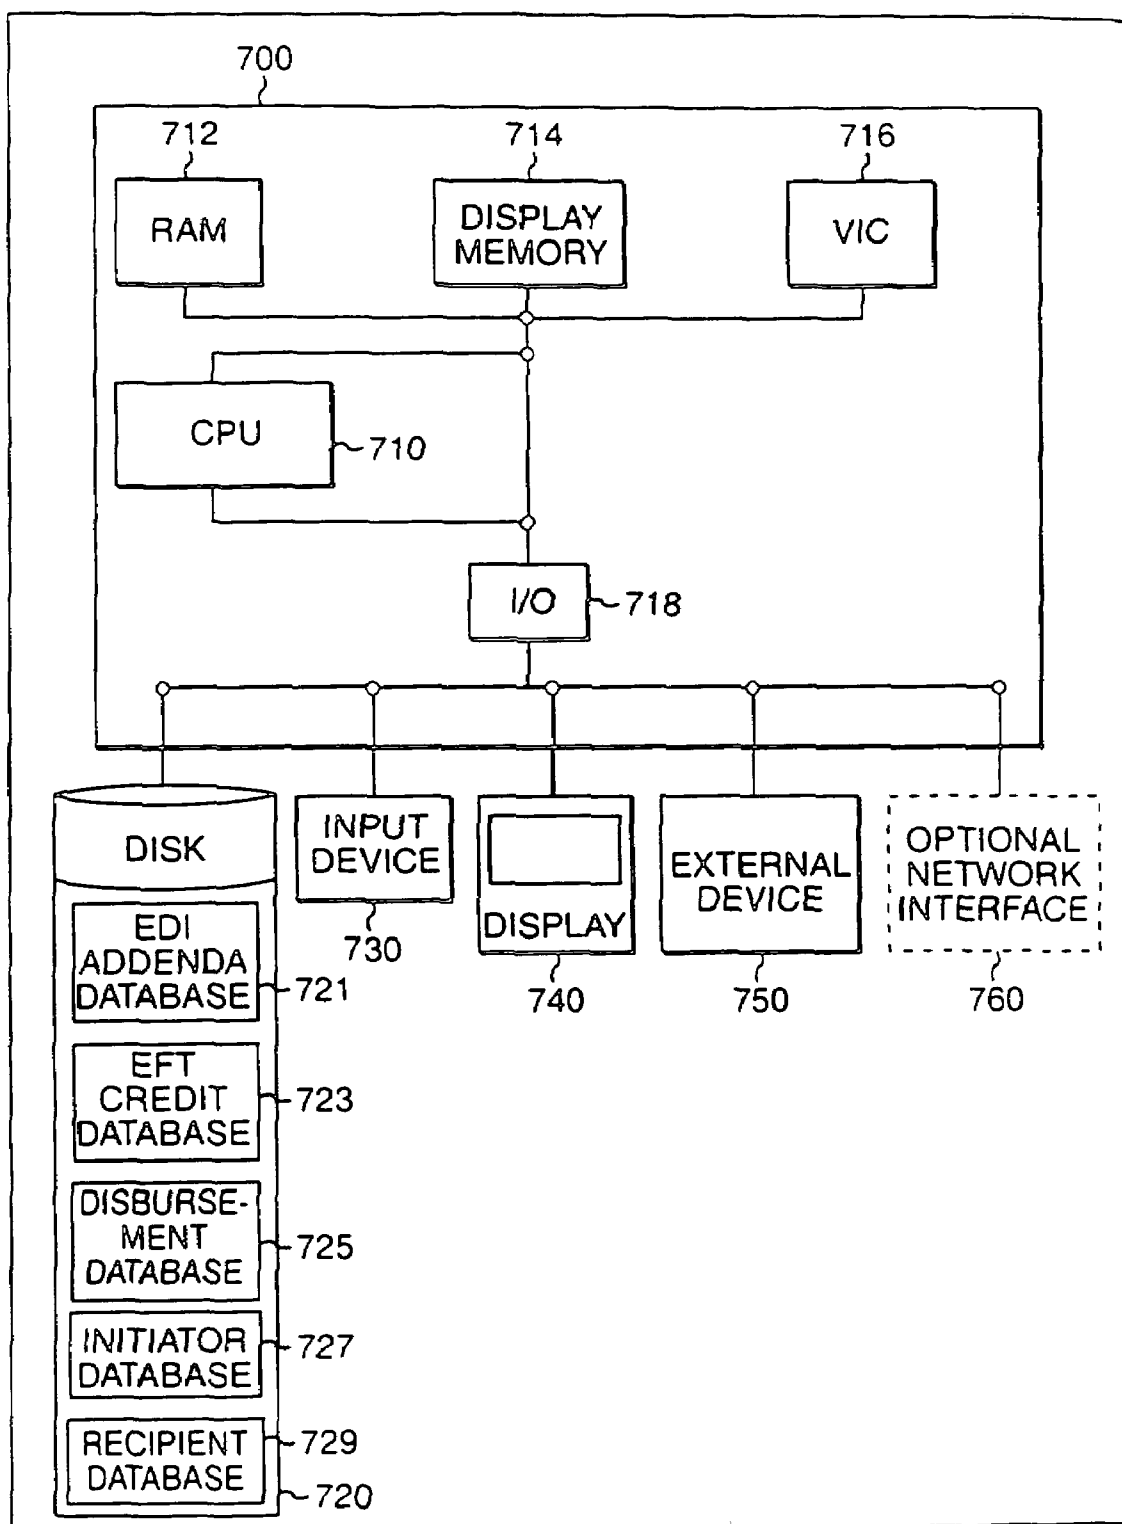 700
712
714
716
RAM
DISPLAY
MEMORY
VIC
CPU
710
I/O
718
DISK
INPUT
DEVICE
730
DISPLAY
740
EXTERNAL
DEVICE
750
OPTIONAL
NETWORK
INTERFACE
760
EDI
ADDENDA
DATABASE
721
EFT
CREDIT
DATABASE
723
DISBURSE-
MENT
DATABASE
725
INITIATOR
DATABASE
727
RECIPIENT
DATABASE
729
720